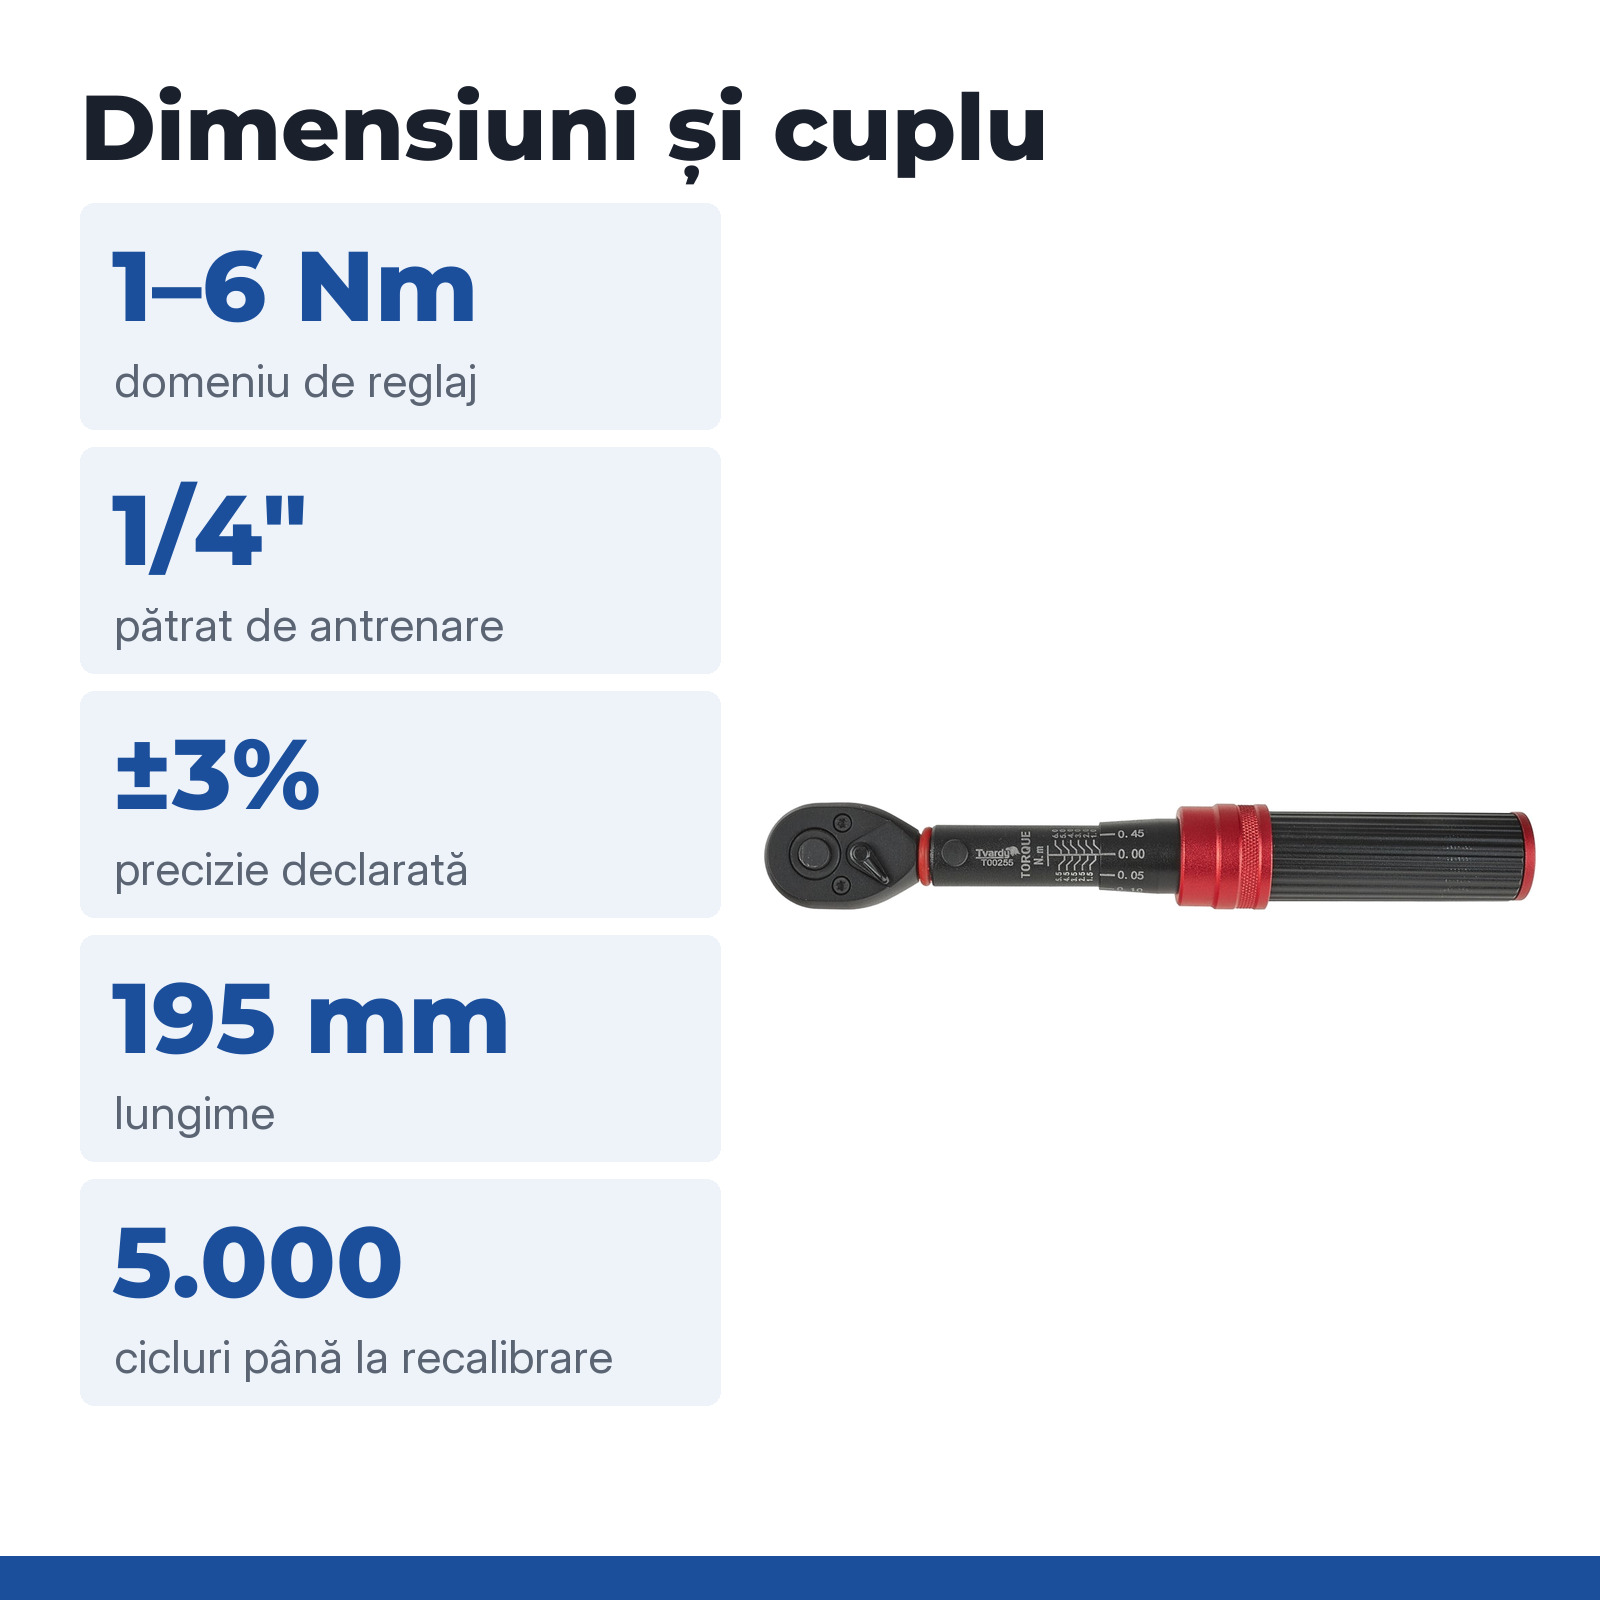 Dimensiuni și cuplu
1–6 Nm
domeniu de reglaj
1/4"
pătrat de antrenare
±3%
precizie declarată
195 mm
lungime
5.000
cicluri până la recalibrare
Tvardy
T00255
TORQUE
N.m
0.45
0.00
0.05